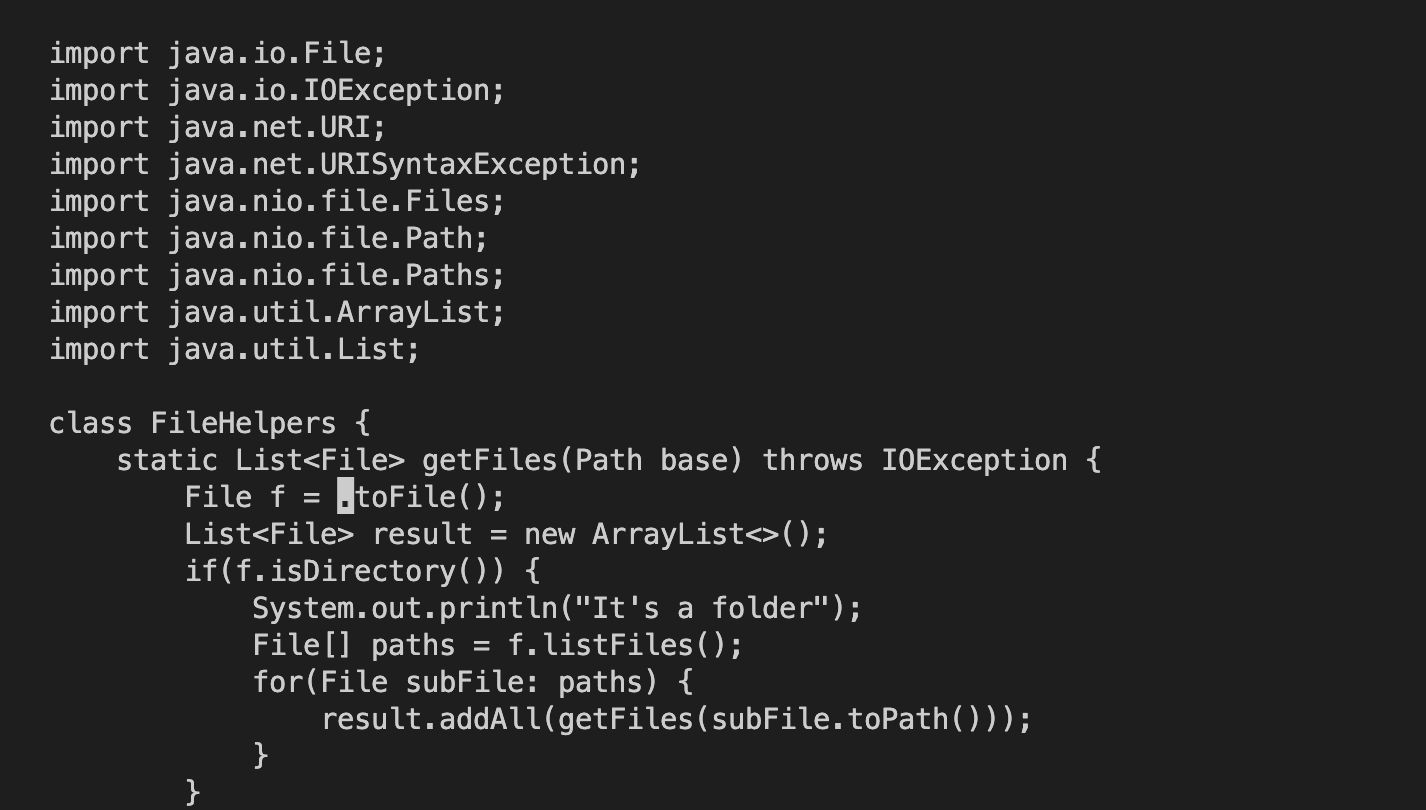 import java.io.File;
import java.io.IOException;
import java.net.URI;
import java.net.URISyntaxException;
import java.nio.file.Files;
import java.nio.file.Path;
import java.nio.file.Paths;
import java.util.ArrayList;
import java.util.List;

class FileHelpers {
    static List<File> getFiles(Path base) throws IOException {
        File f = .toFile();
        List<File> result = new ArrayList<>();
        if(f.isDirectory()) {
            System.out.println("It's a folder");
            File[] paths = f.listFiles();
            for(File subFile: paths) {
                result.addAll(getFiles(subFile.toPath()));
            }
        }